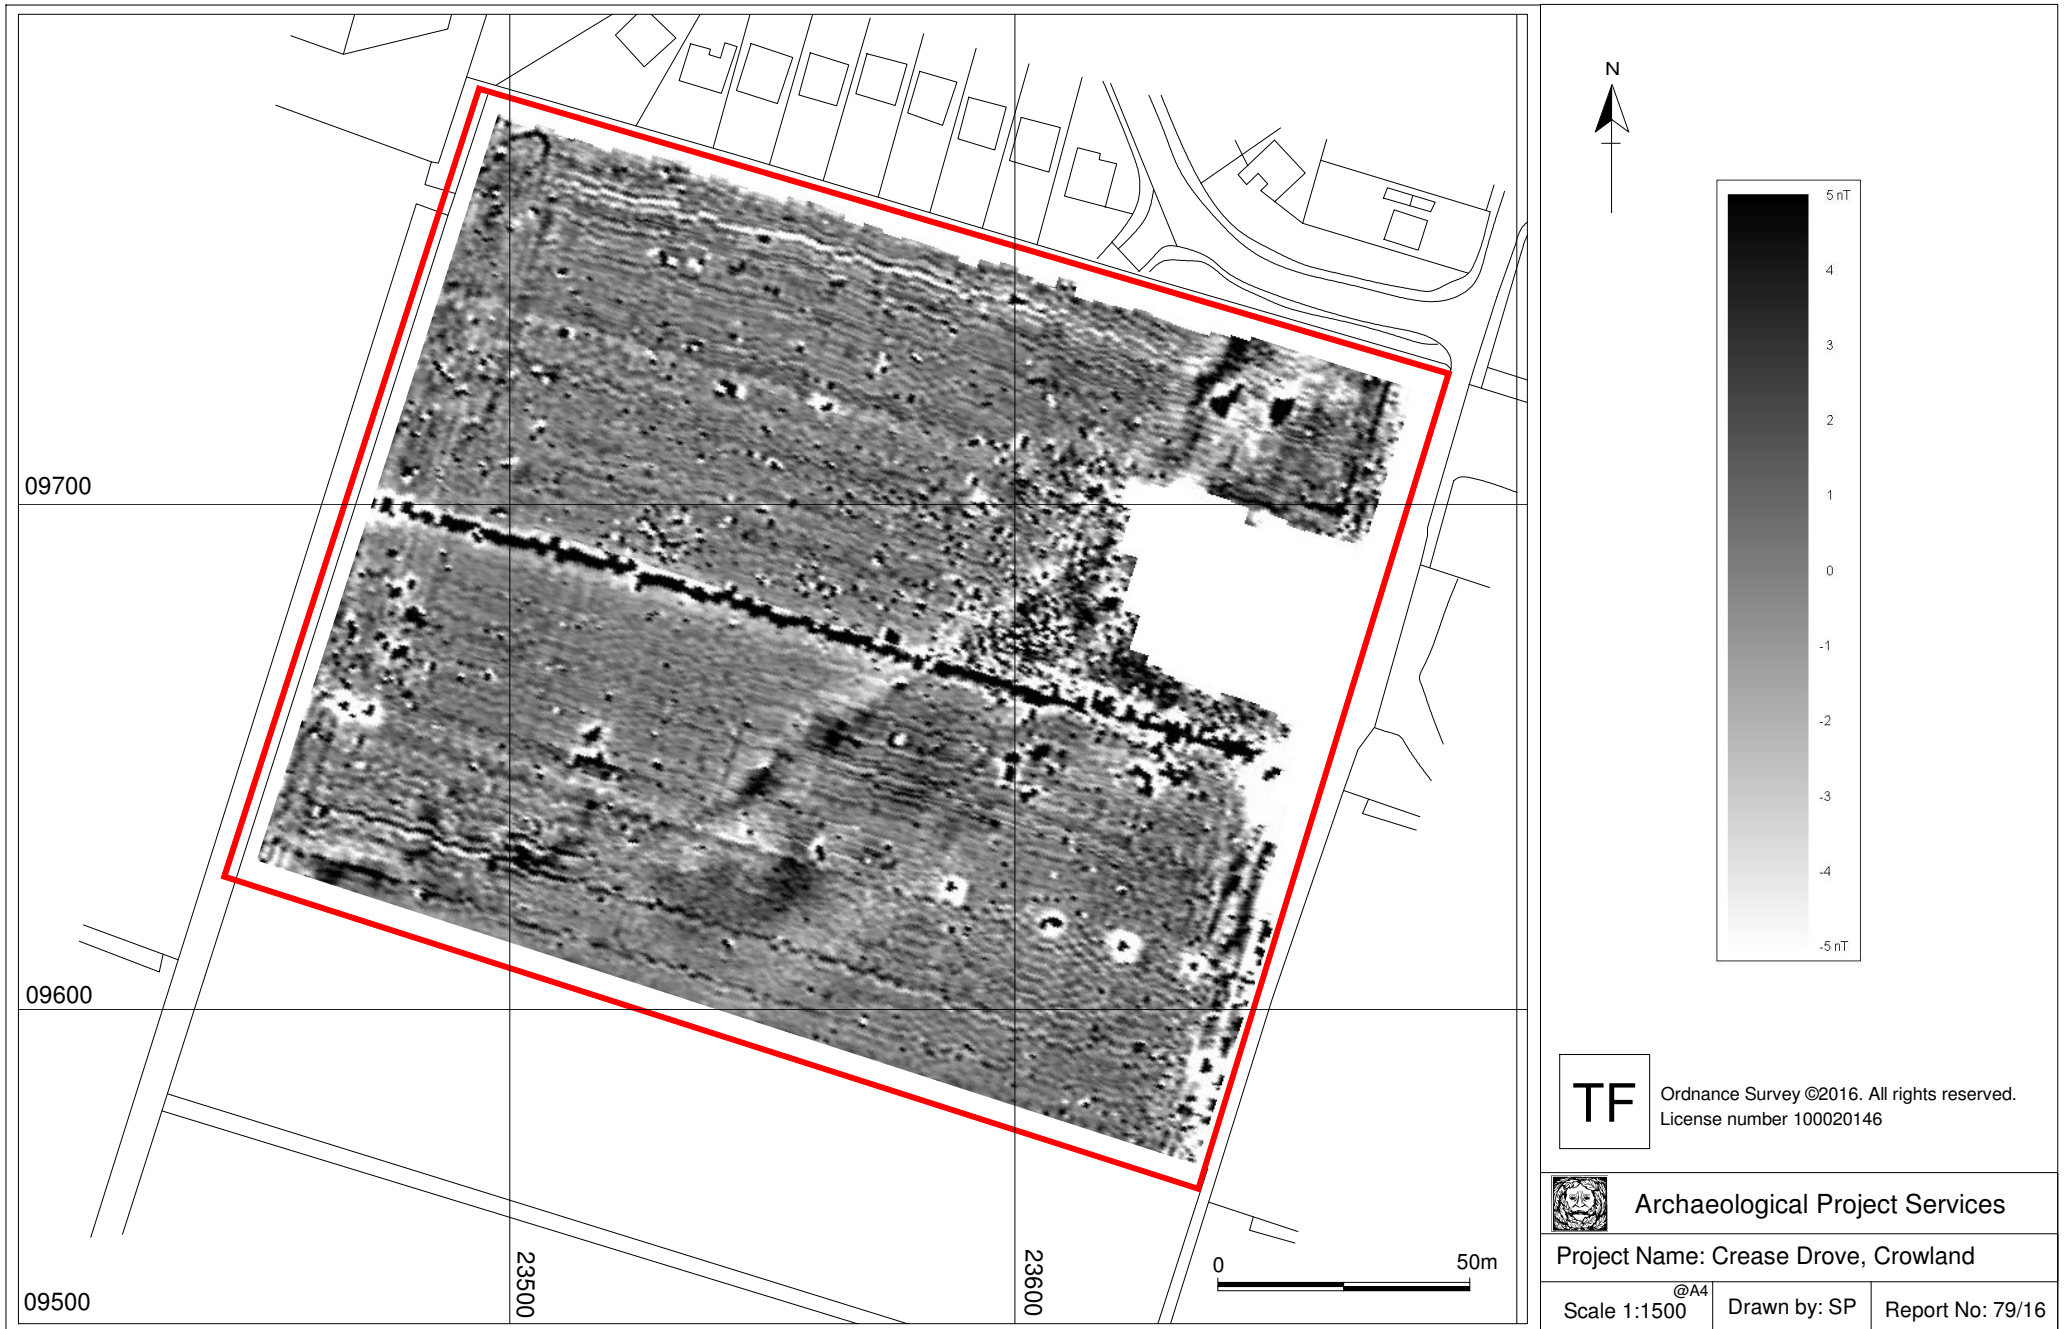 09700
09600
09500
23500
23600
0 50m
N
5 nT
4
3
2
1
0
-1
-2
-3
-4
-5 nT
TF
Ordnance Survey ©2016. All rights reserved.
License number 100020146
Archaeological Project Services
Project Name: Crease Drove, Crowland
Scale 1:1500 @A4
Drawn by: SP
Report No: 79/16